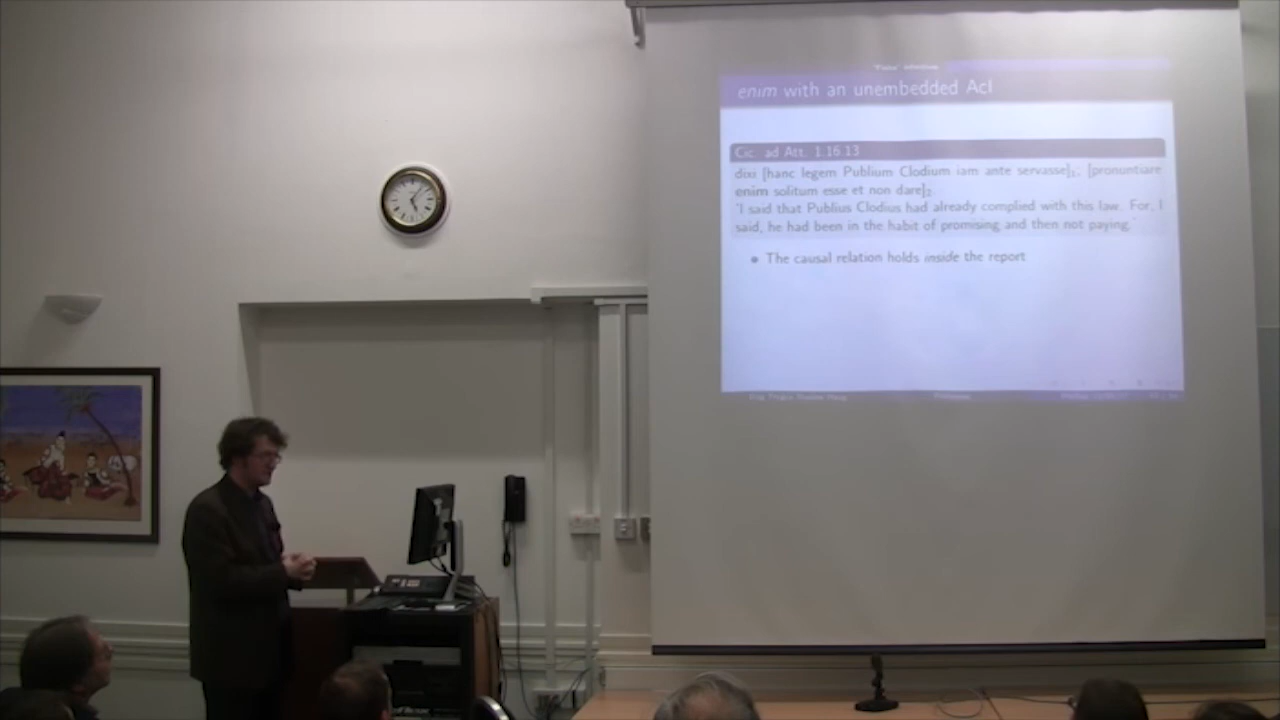 enim with an unembedded AcI
Cic. ad Att. 1.16.13
dixi [hanc legem Publium Clodium iam ante servasse]₁, [pronuntiare
enim solitum esse et non dare]₂
'I said that Publius Clodius had already complied with this law. For, I
said, he had been in the habit of promising and then not paying.'
• The causal relation holds inside the report